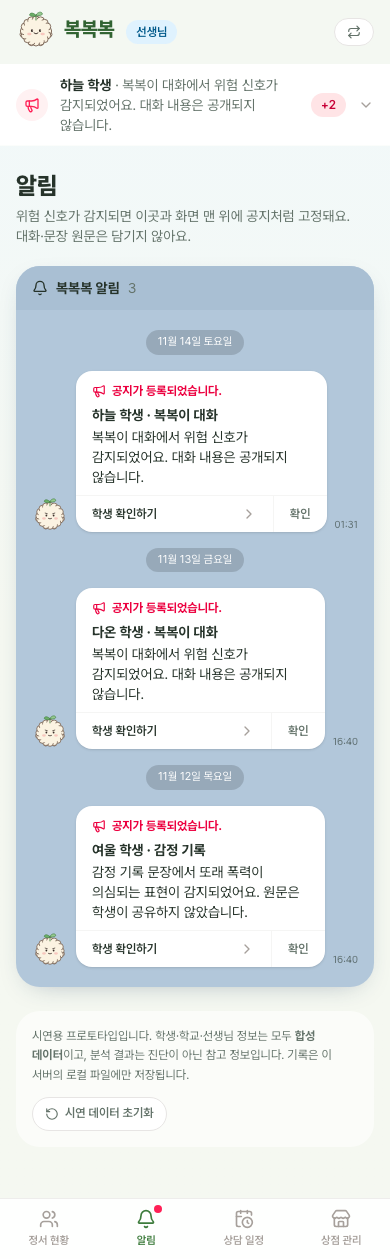 복복복 선생님
하늘 학생 · 복복이 대화에서 위험 신호가
감지되었어요. 대화 내용은 공개되지
않습니다.
+2
알림
위험 신호가 감지되면 이곳과 화면 맨 위에 공지처럼 고정돼요.
대화·문장 원문은 담기지 않아요.
복복복 알림 3
11월 14일 토요일
공지가 등록되었습니다.
하늘 학생 · 복복이 대화
복복이 대화에서 위험 신호가
감지되었어요. 대화 내용은 공개되지
않습니다.
학생 확인하기 확인
01:31
11월 13일 금요일
공지가 등록되었습니다.
다온 학생 · 복복이 대화
복복이 대화에서 위험 신호가
감지되었어요. 대화 내용은 공개되지
않습니다.
학생 확인하기 확인
16:40
11월 12일 목요일
공지가 등록되었습니다.
여울 학생 · 감정 기록
감정 기록 문장에서 또래 폭력이
의심되는 표현이 감지되었어요. 원문은
학생이 공유하지 않았습니다.
학생 확인하기 확인
16:40
시연용 프로토타입입니다. 학생·학교·선생님 정보는 모두 합성
데이터이고, 분석 결과는 진단이 아닌 참고 정보입니다. 기록은 이
서버의 로컬 파일에만 저장됩니다.
시연 데이터 초기화
정서 현황 알림 상담 일정 상점 관리